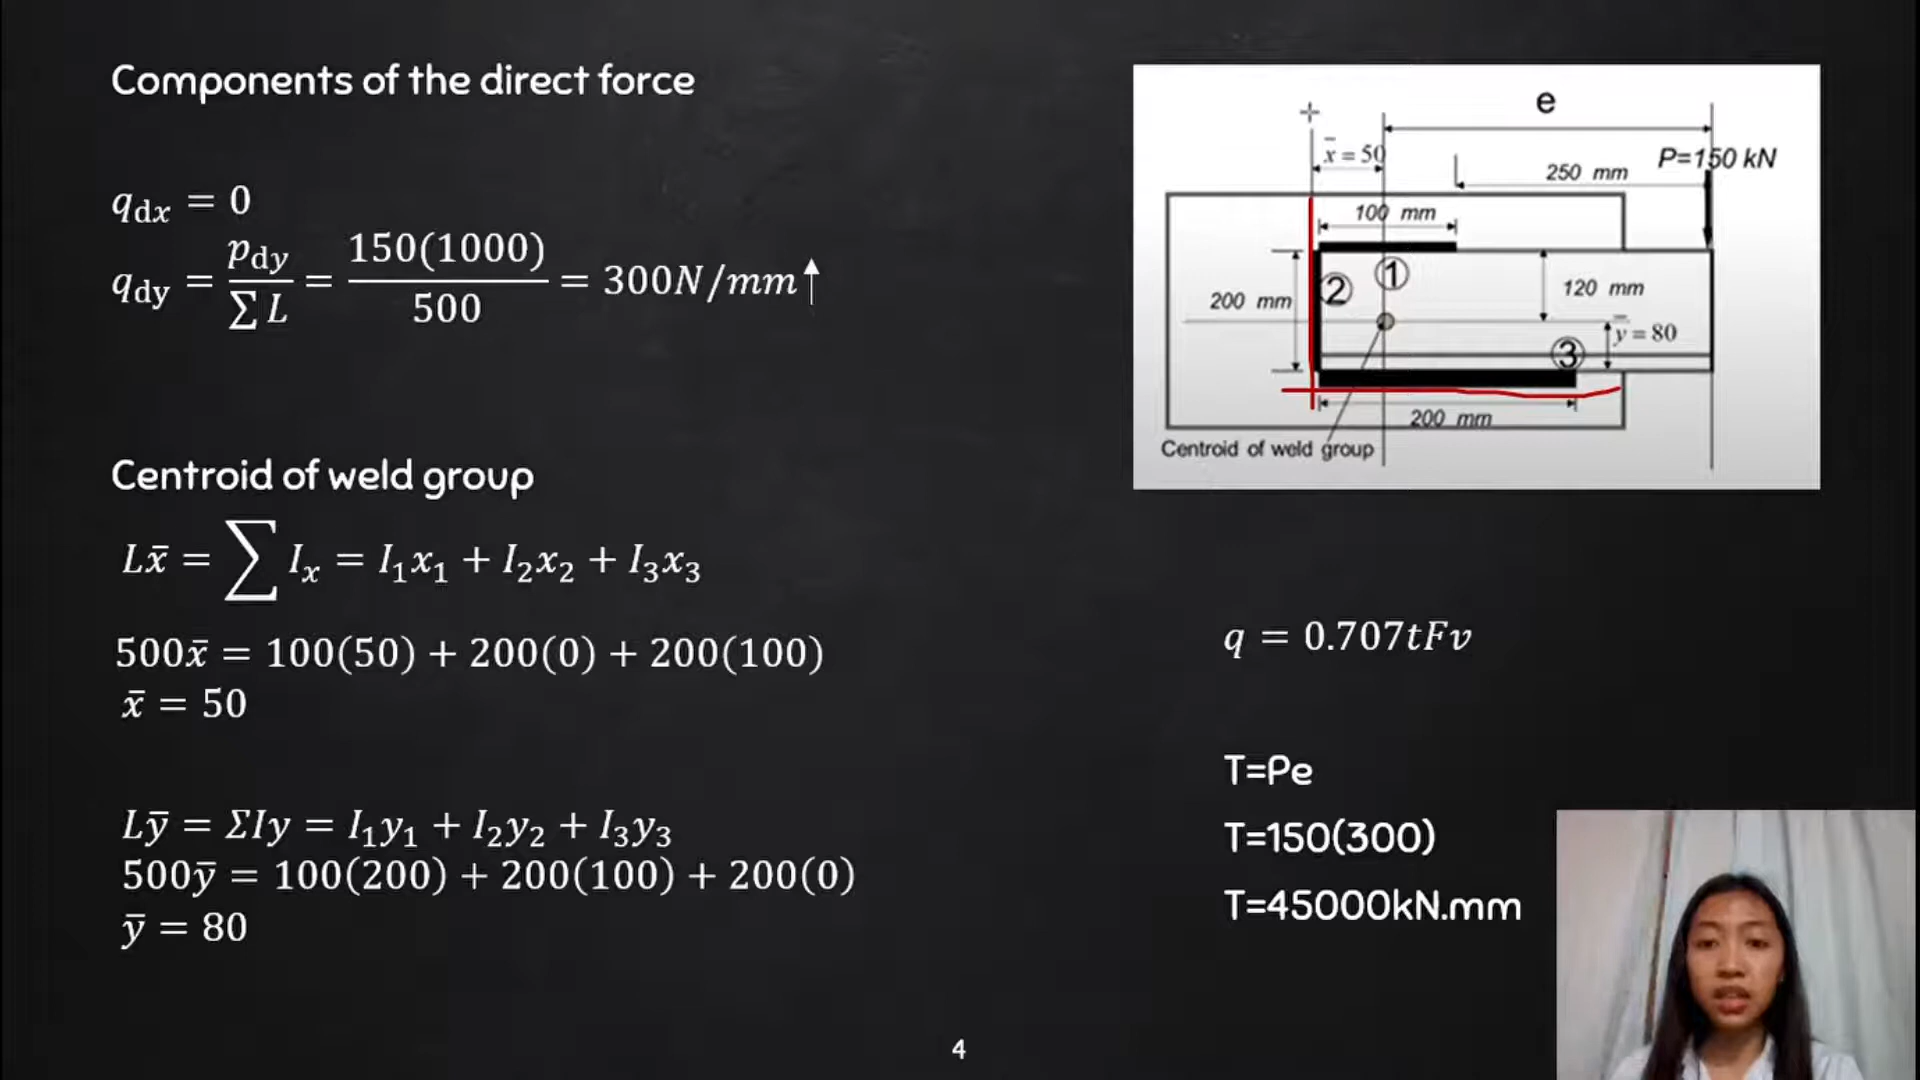 Components of the direct force
q_dx = 0
q_dy = p_dy / ∑ L = 150(1000) / 500 = 300N/mm↑
Centroid of weld group
Lx̄ = ∑ I_x = I₁x₁ + I₂x₂ + I₃x₃
500x̄ = 100(50) + 200(0) + 200(100)
x̄ = 50
Lȳ = ΣIy = I₁y₁ + I₂y₂ + I₃y₃
500ȳ = 100(200) + 200(100) + 200(0)
ȳ = 80
e
x̄ = 50
P=150 kN
250 mm
100 mm
①
②
120 mm
200 mm
ȳ = 80
③
200 mm
Centroid of weld group
q = 0.707tFv
T=Pe
T=150(300)
T=45000kN.mm
4